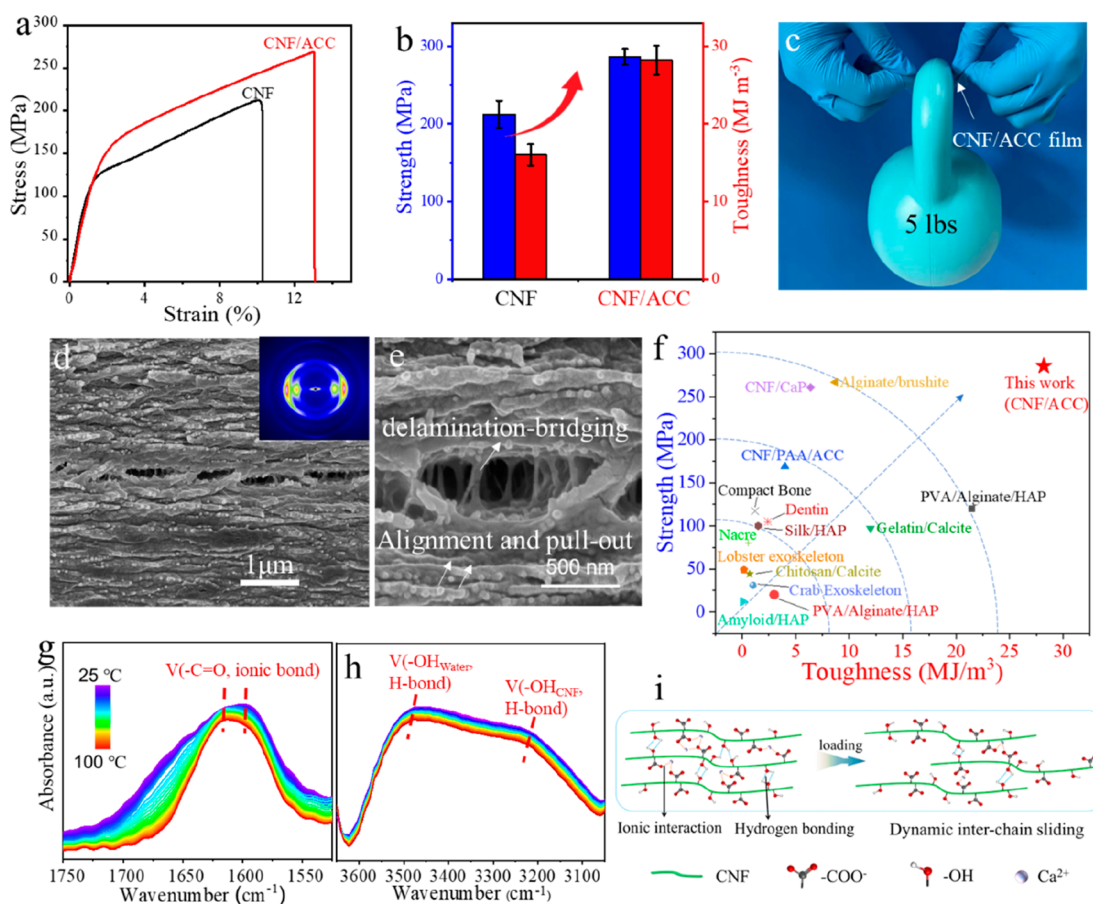 a
300
250
200
150
100
50
0
Stress (MPa)
CNF/ACC
CNF
0 4 8 12
Strain (%)
b
300
200
100
0
Strength (MPa)
30
20
10
0
Toughness (MJ m⁻³)
CNF CNF/ACC
c
CNF/ACC film
5 lbs
d
1μm
e
delamination-bridging
Alignment and pull-out
500 nm
f
300
250
200
150
100
50
0
Strength (MPa)
CNF/CaP
Alginate/brushite
This work
(CNF/ACC)
CNF/PAA/ACC
Compact Bone
Dentin
PVA/Alginate/HAP
Silk/HAP
Gelatin/Calcite
Nacre
Lobster exoskeleton
Chitosan/Calcite
Crab Exoskeleton
PVA/Alginate/HAP
Amyloid/HAP
0 5 10 15 20 25 30
Toughness (MJ/m³)
g
25 ℃
100 ℃
V(-C=O, ionic bond)
Absorbance (a.u.)
1750 1700 1650 1600 1550
Wavenumber (cm⁻¹)
h
V(-OH_Water,
H-bond)
V(-OH_CNF,
H-bond)
3600 3500 3400 3300 3200 3100
Wavenumber (cm⁻¹)
i
loading
Ionic interaction
Hydrogen bonding
Dynamic inter-chain sliding
CNF
-COO⁻
-OH
Ca²⁺